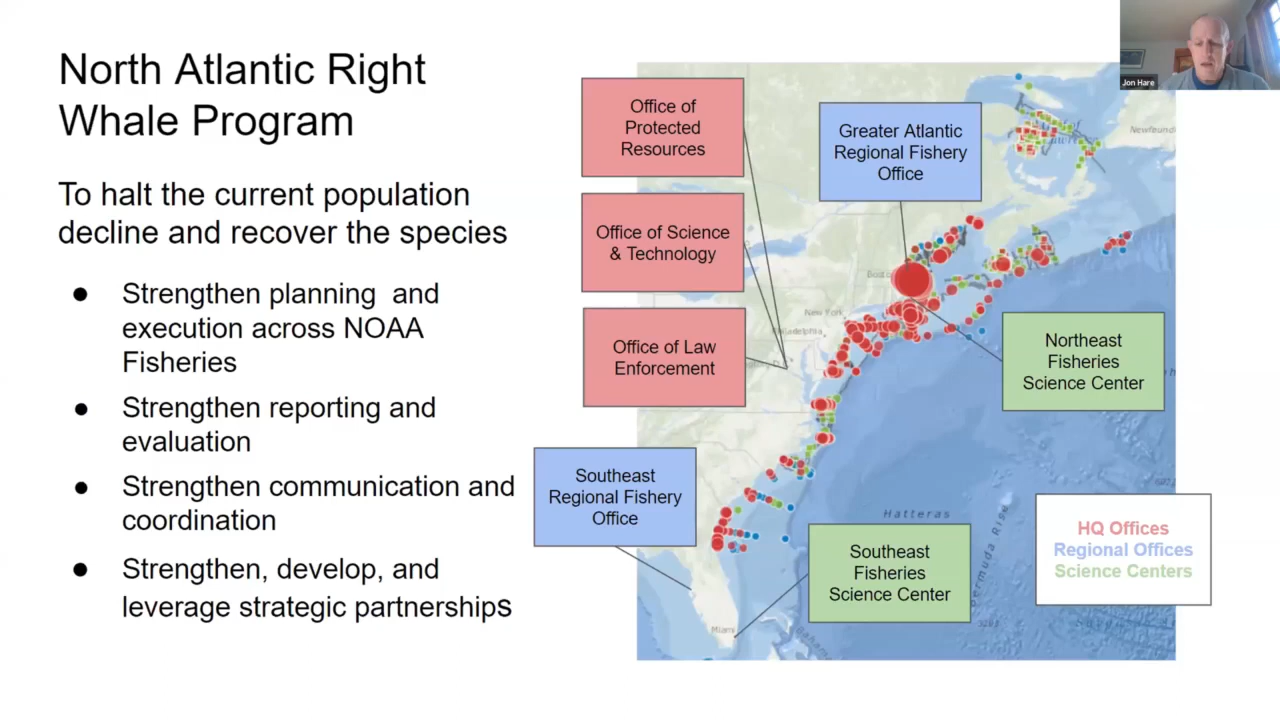 North Atlantic Right
Whale Program
To halt the current population
decline and recover the species
● Strengthen planning and
execution across NOAA
Fisheries
● Strengthen reporting and
evaluation
● Strengthen communication and
coordination
● Strengthen, develop, and
leverage strategic partnerships
Office of
Protected
Resources
Office of Science
& Technology
Office of Law
Enforcement
Southeast
Regional Fishery
Office
Greater Atlantic
Regional Fishery
Office
Northeast
Fisheries
Science Center
Southeast
Fisheries
Science Center
HQ Offices
Regional Offices
Science Centers
Jon Hare
Boston
New York
Philadelphia
Hatteras
Miami